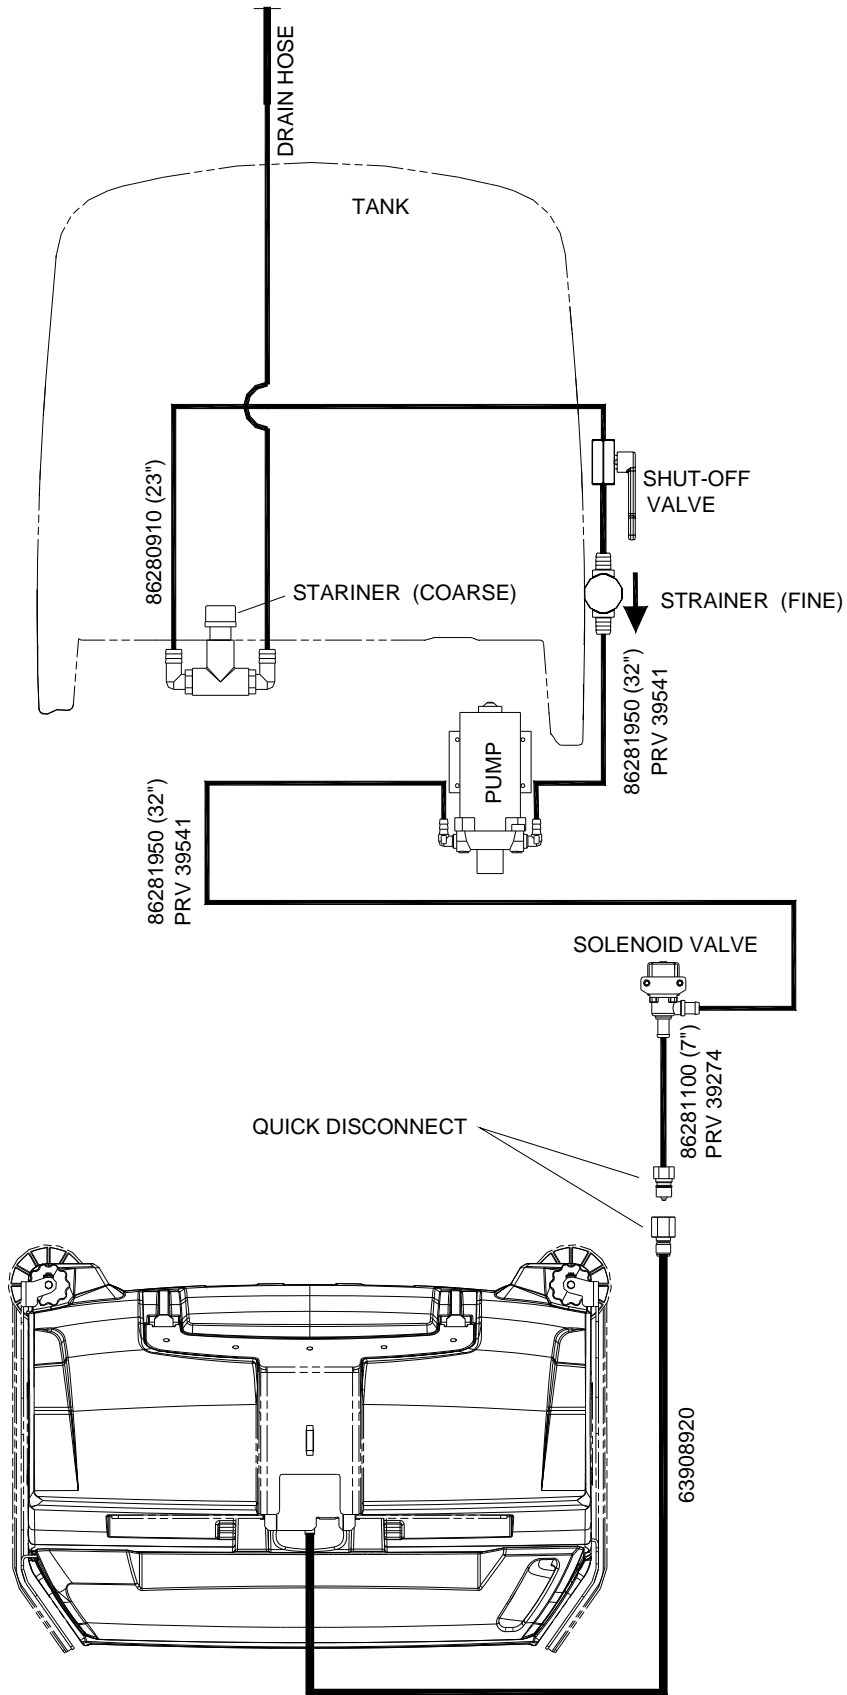 DRAIN HOSE
TANK
86280910 (23")
SHUT-OFF
VALVE
STARINER (COARSE)
STRAINER (FINE)
86281950 (32")
PRV 39541
PUMP
86281950 (32")
PRV 39541
SOLENOID VALVE
86281100 (7")
PRV 39274
QUICK DISCONNECT
63908920